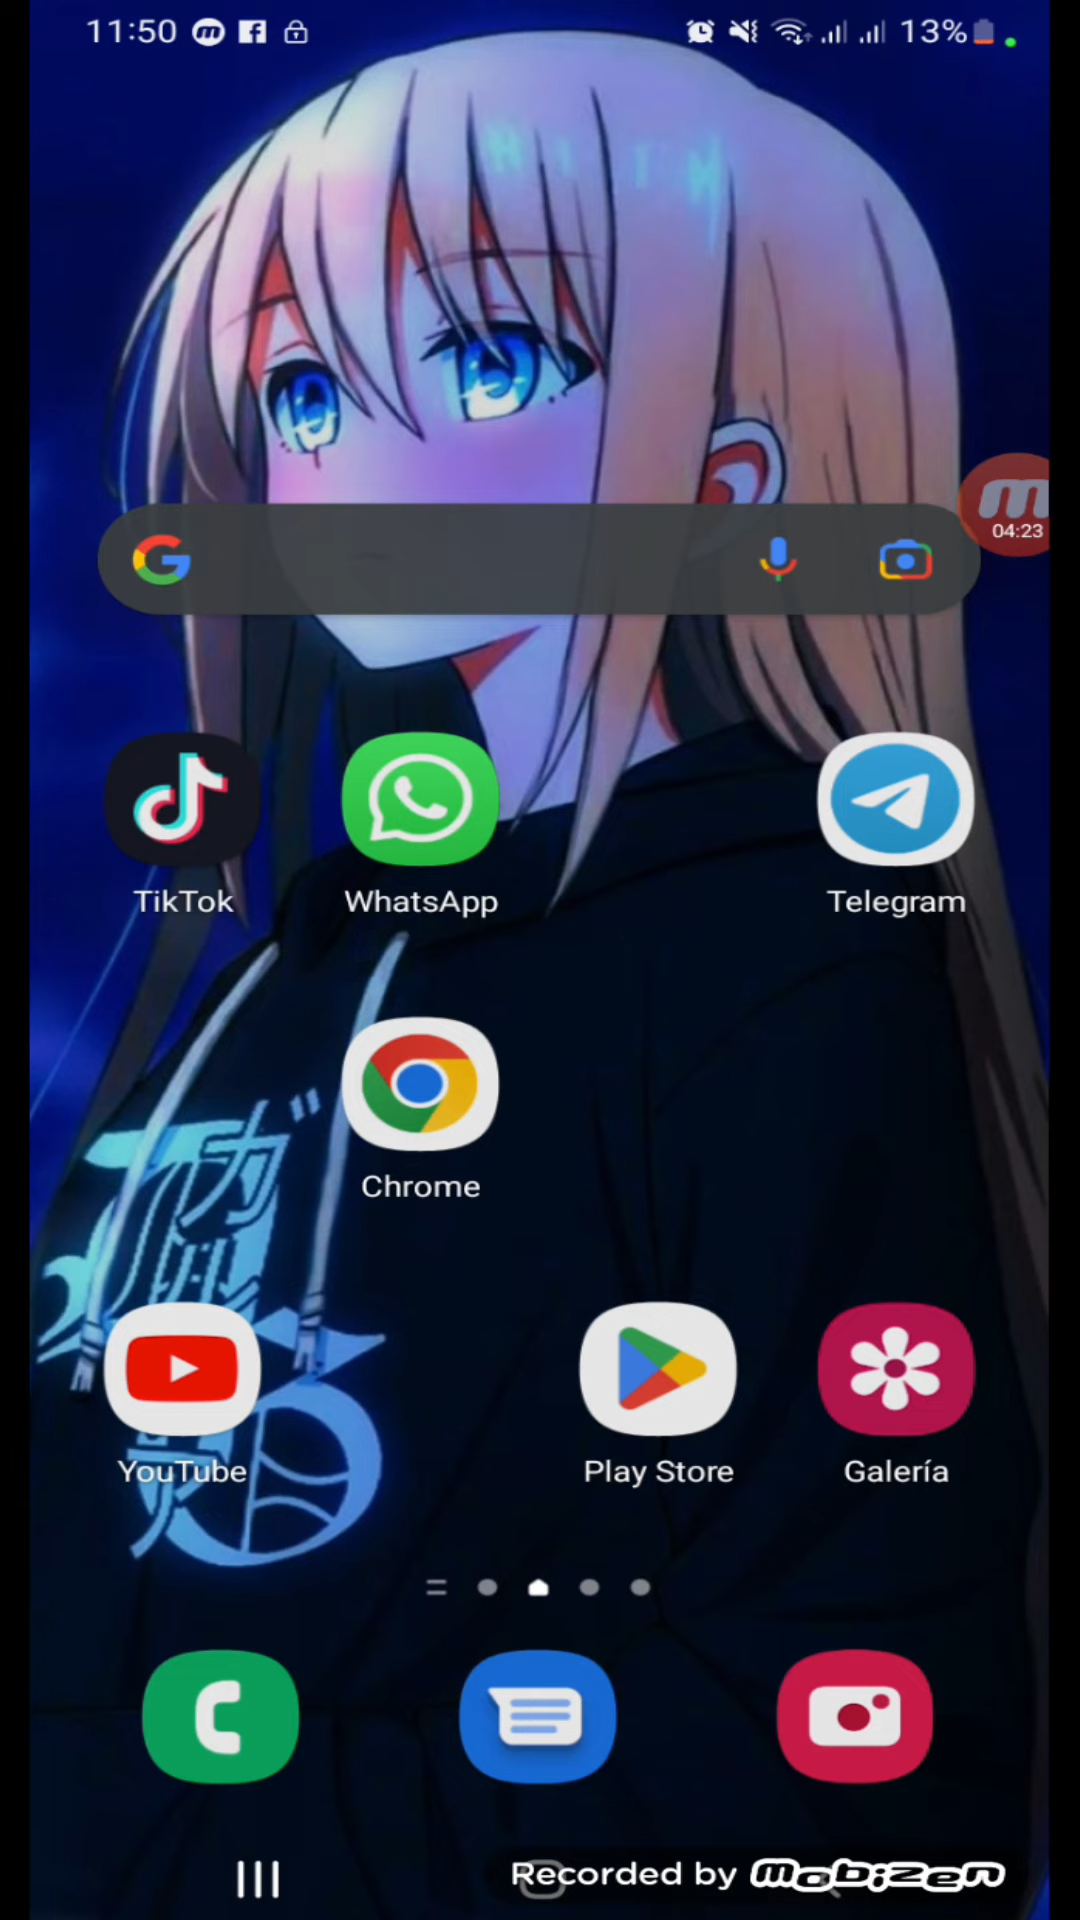 11:50
13%
04:23
TikTok
WhatsApp
Telegram
Chrome
YouTube
Play Store
Galería
Recorded by mobizen